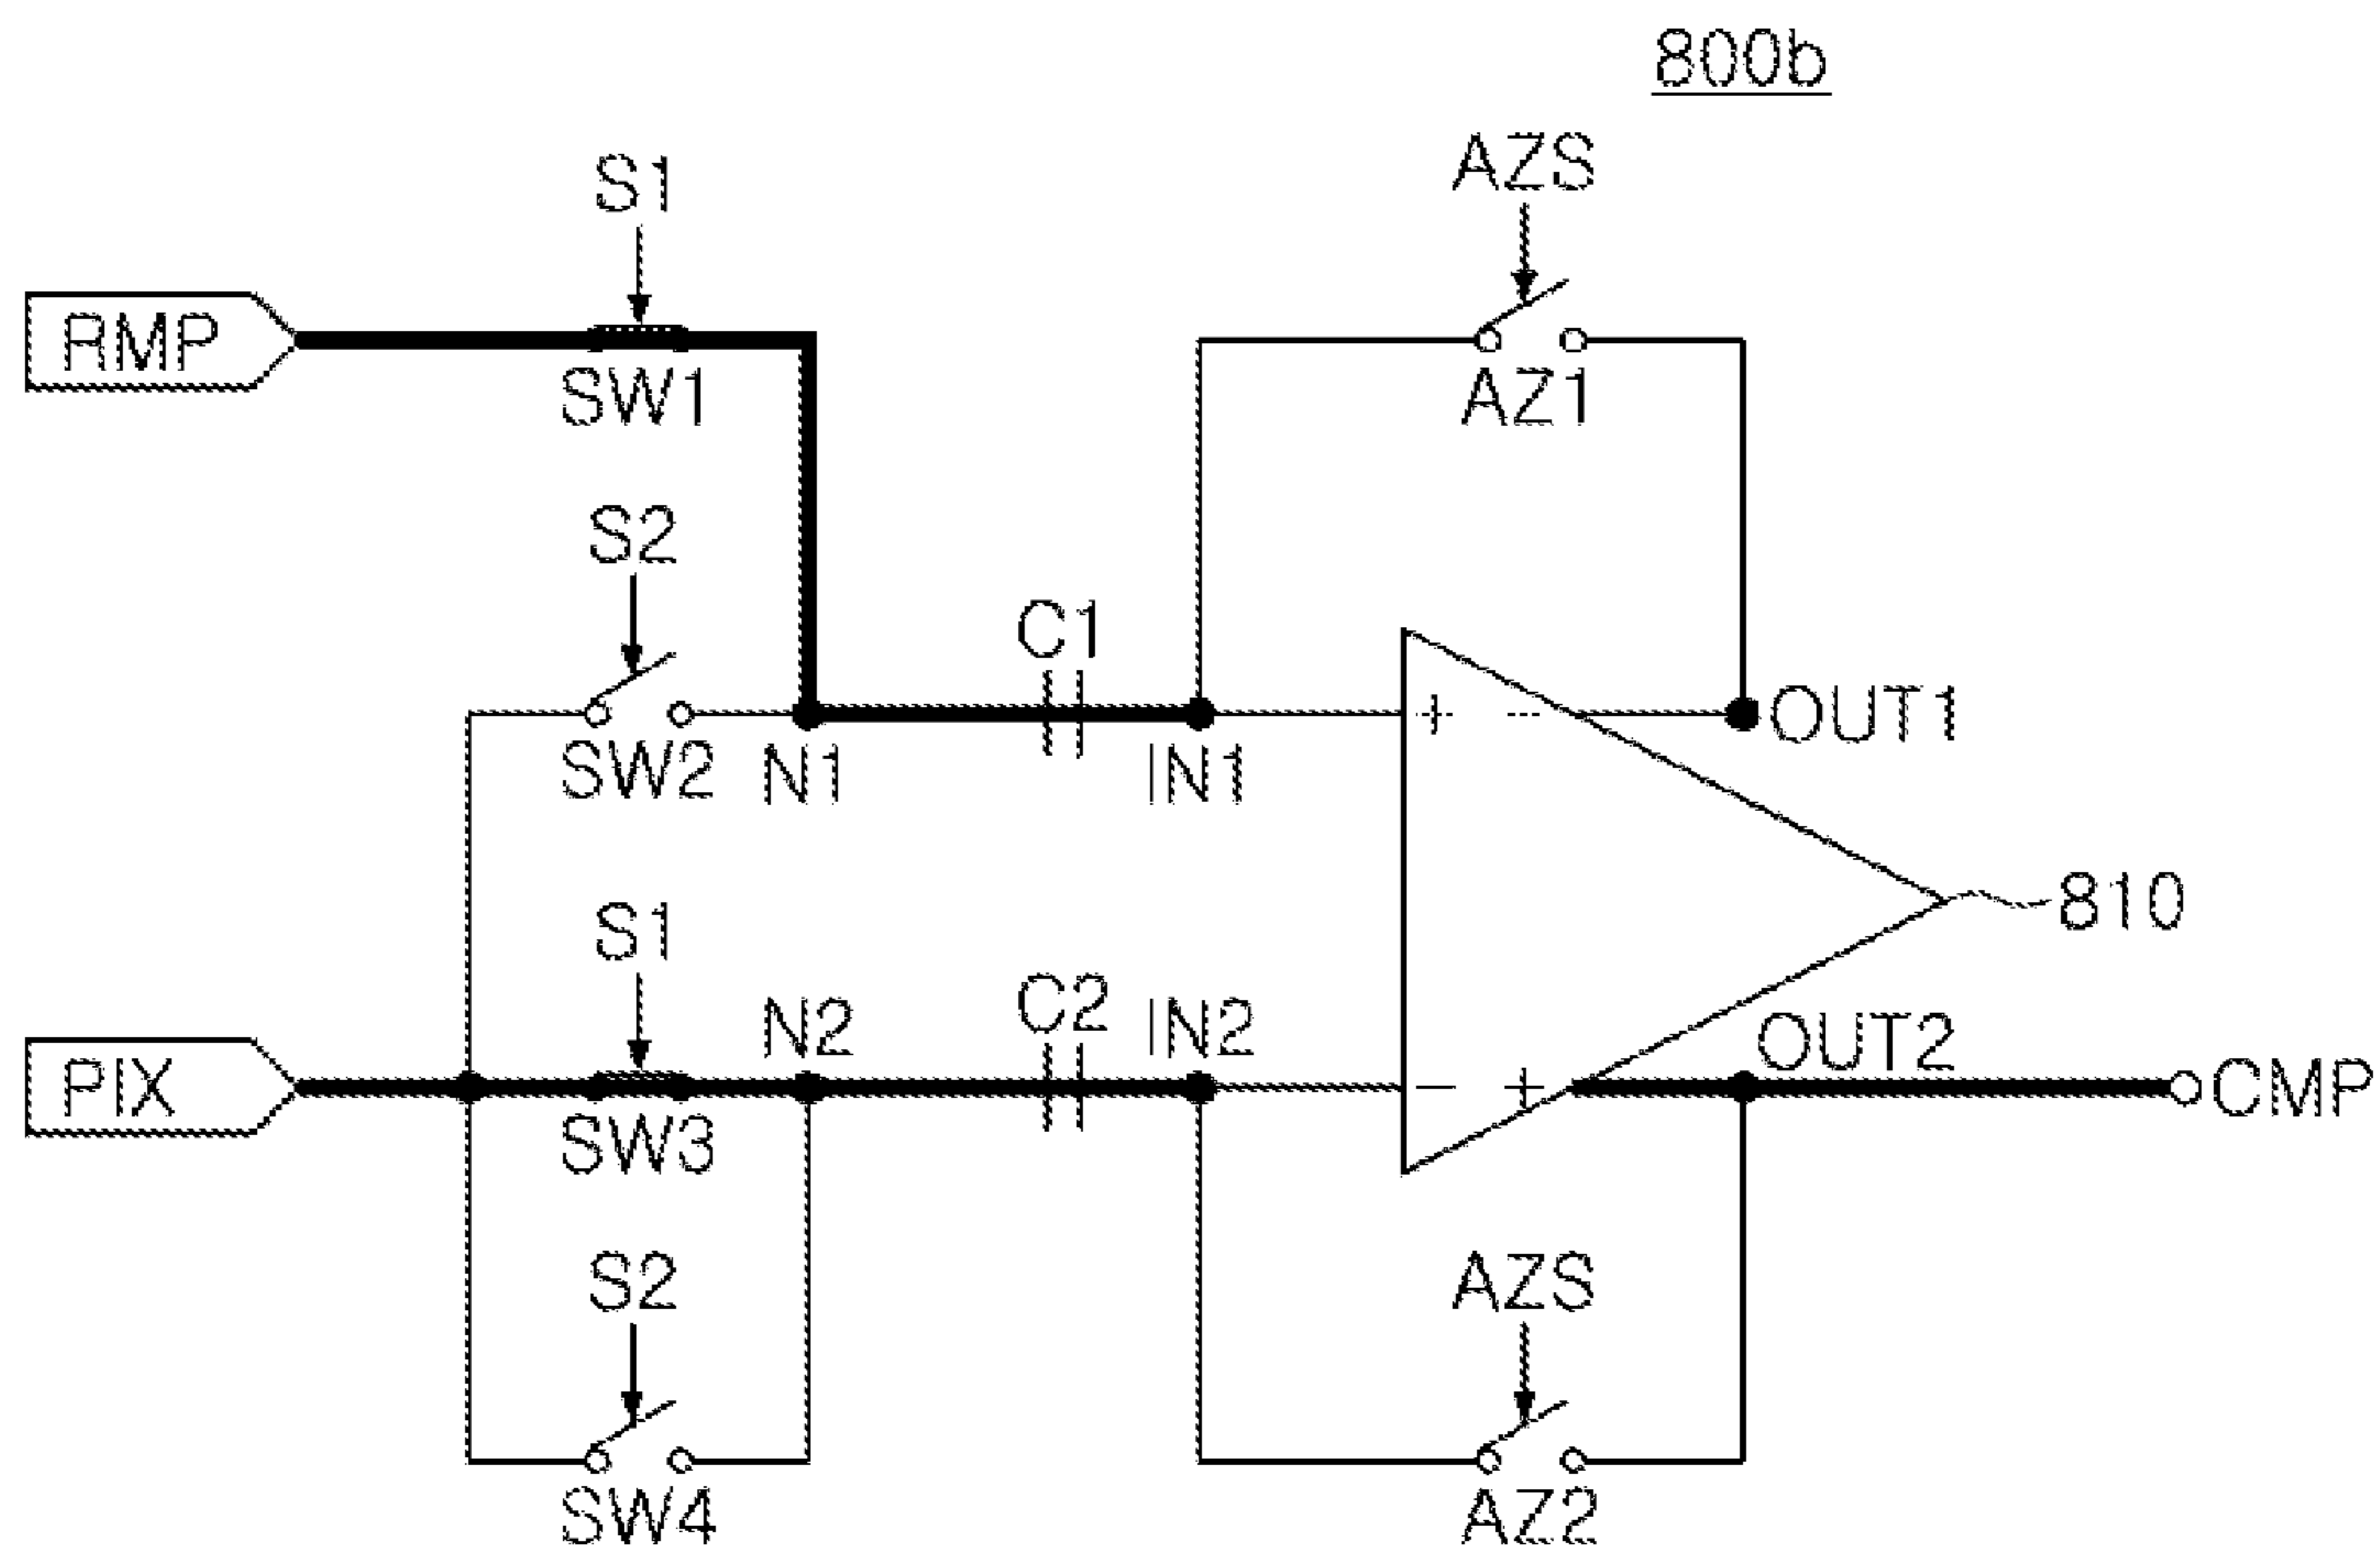 800b
S1
AZS
RMP
SW1
AZ1
S2
C1
+
--
OUT1
SW2
N1
IN1
810
S1
N2
C2
IN2
OUT2
PIX
−
+
CMP
SW3
S2
AZS
SW4
AZ2